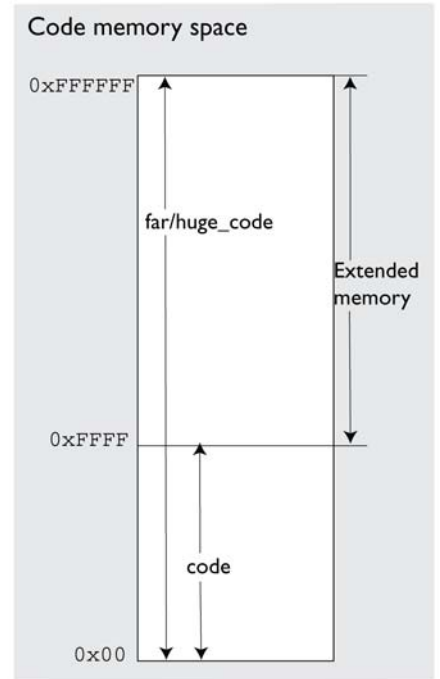 Code memory space
0xFFFFFF
far/huge_code
Extended
memory
0xFFFF
code
0x00